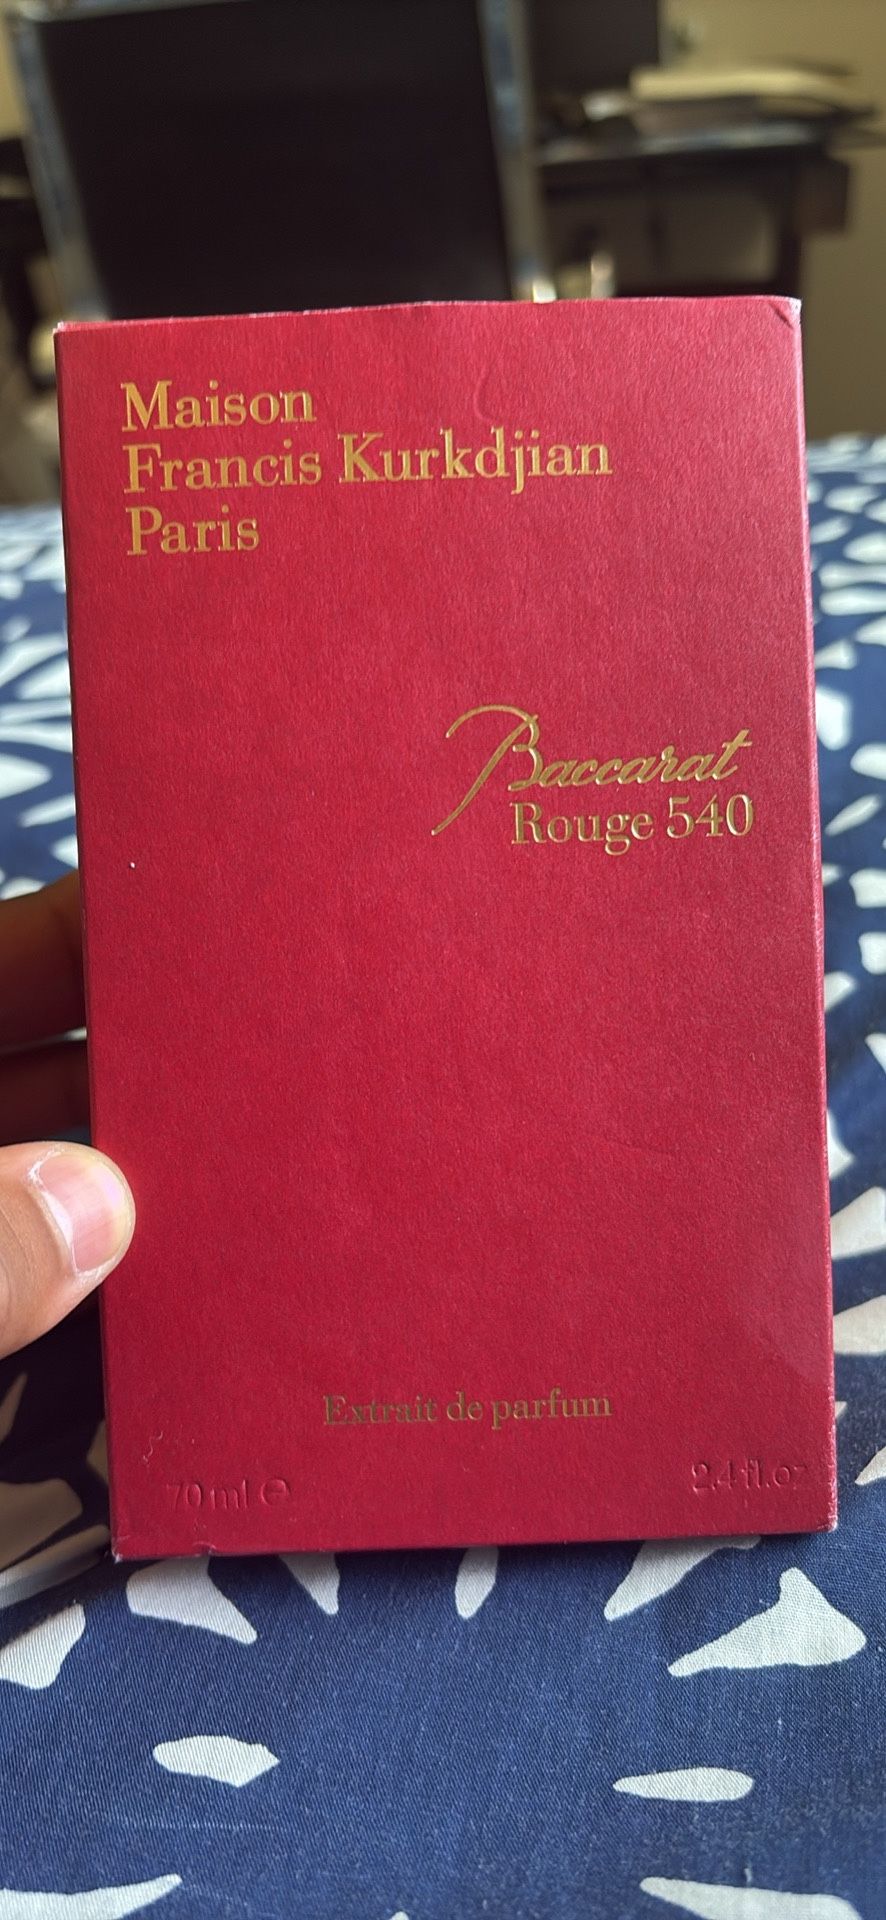 Maison
Francis Kurkdjian
Paris
Baccarat
Rouge 540
Extrait de parfum
70 ml ℮
2.4 fl.oz